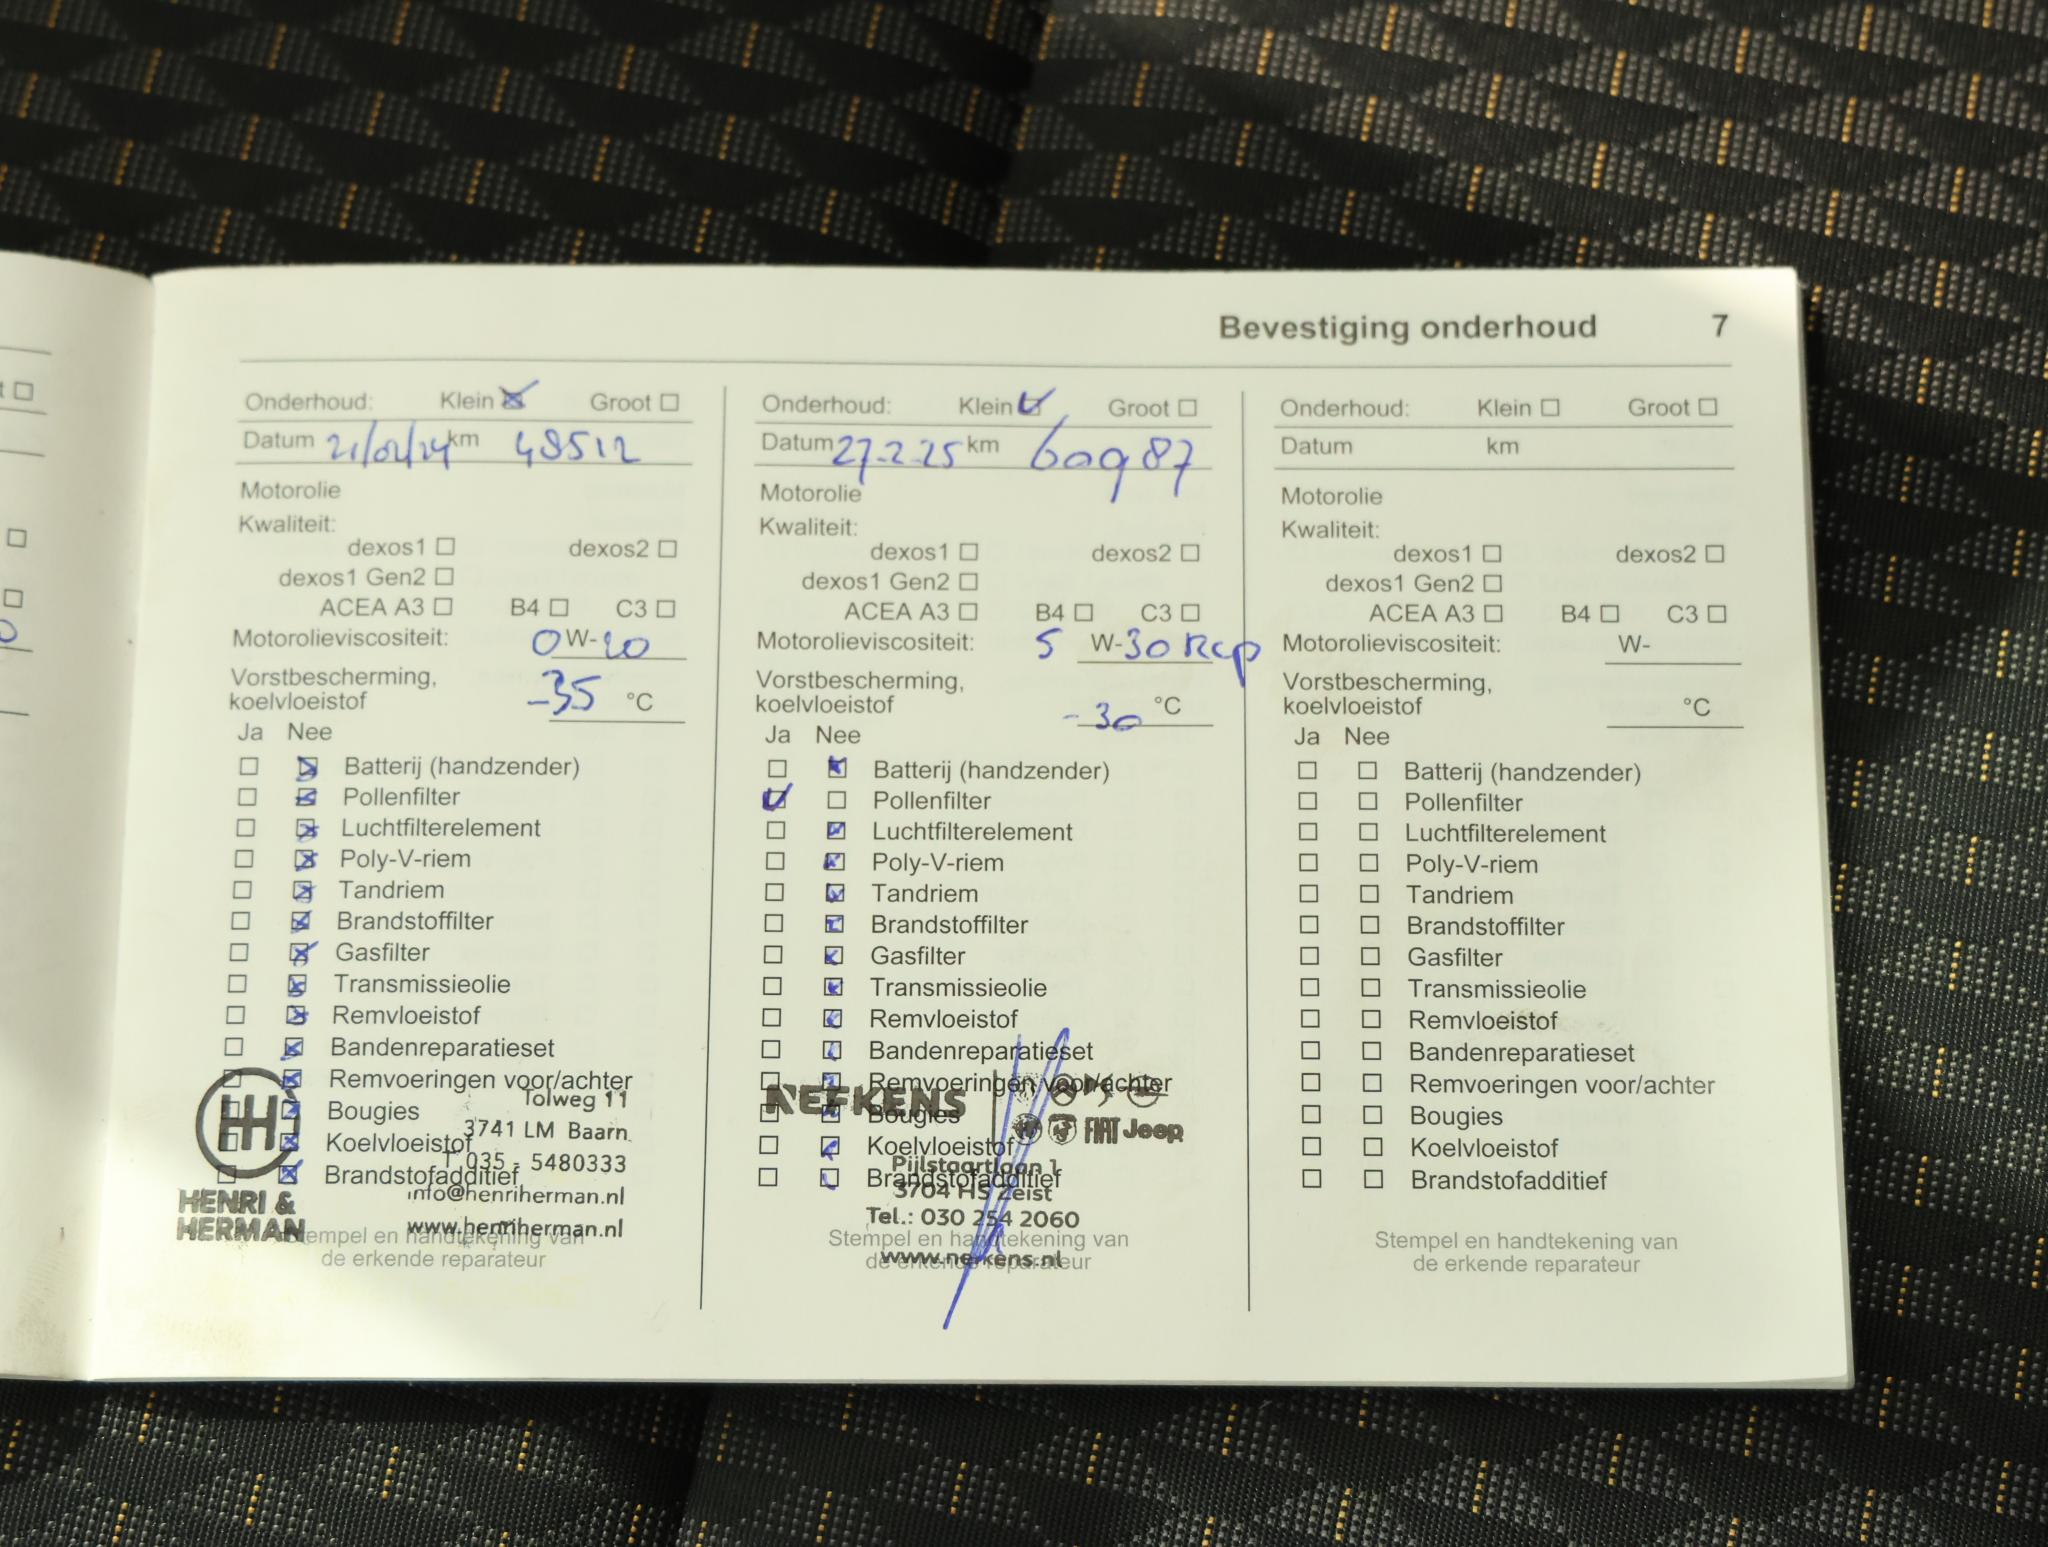 Bevestiging onderhoud 7
Onderhoud: Klein Groot
Datum 21/02/24 km 48512
Motorolie
Kwaliteit:
dexos1 dexos2
dexos1 Gen2
ACEA A3 B4 C3
Motorolieviscositeit: 0 W-20
Vorstbescherming,
koelvloeistof -35 °C
Ja Nee
Batterij (handzender)
Pollenfilter
Luchtfilterelement
Poly-V-riem
Tandriem
Brandstoffilter
Gasfilter
Transmissieolie
Remvloeistof
Bandenreparatieset
Remvoeringen voor/achter
Bougies
Koelvloeistof
Brandstofadditief
HENRI &
HERMAN
Tolweg 11
3741 LM Baarn
T 035 - 5480333
info@henriherman.nl
www.henriherman.nl
Stempel en handtekening van
de erkende reparateur
Onderhoud: Klein Groot
Datum 27-2-25 km 60987
Motorolie
Kwaliteit:
dexos1 dexos2
dexos1 Gen2
ACEA A3 B4 C3
Motorolieviscositeit: 5 W-30 Rcp
Vorstbescherming,
koelvloeistof -30 °C
Ja Nee
Batterij (handzender)
Pollenfilter
Luchtfilterelement
Poly-V-riem
Tandriem
Brandstoffilter
Gasfilter
Transmissieolie
Remvloeistof
Bandenreparatieset
Remvoeringen voor/achter
Bougies
Koelvloeistof
Brandstofadditief
NEFKENS
FIAT Jeep
Pijlstaartlaan 1
3704 HS Zeist
Tel.: 030 254 2060
www.nefkens.nl
Stempel en handtekening van
de erkende reparateur
Onderhoud: Klein Groot
Datum km
Motorolie
Kwaliteit:
dexos1 dexos2
dexos1 Gen2
ACEA A3 B4 C3
Motorolieviscositeit: W-
Vorstbescherming,
koelvloeistof °C
Ja Nee
Batterij (handzender)
Pollenfilter
Luchtfilterelement
Poly-V-riem
Tandriem
Brandstoffilter
Gasfilter
Transmissieolie
Remvloeistof
Bandenreparatieset
Remvoeringen voor/achter
Bougies
Koelvloeistof
Brandstofadditief
Stempel en handtekening van
de erkende reparateur